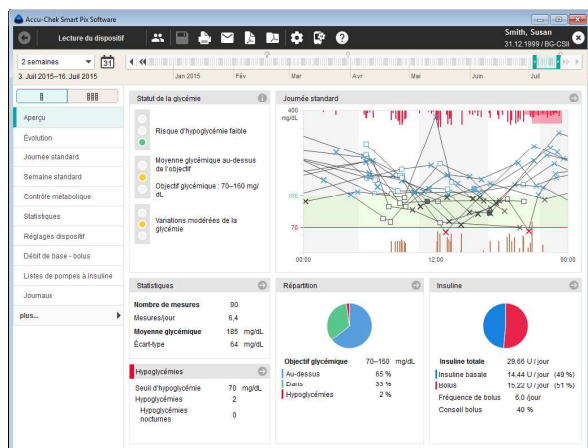 Accu-Chek Smart Pix Software
Lecture du dispositif
Smith, Susan
31.12.1999 / BG-CSII
2 semaines
31
3. Juil 2015–16. Juil 2015
Jan 2015 Fév Mar Avr Mai Juin Juil
Aperçu
Évolution
Journée standard
Semaine standard
Contrôle métabolique
Statistiques
Réglages dispositif
Débit de base - bolus
Listes de pompes à insuline
Journaux
plus...
Statut de la glycémie
Risque d'hypoglycémie faible
Moyenne glycémique au-dessus
de l'objectif
Objectif glycémique : 70–160 mg/
dL
Variations modérées de la
glycémie
Journée standard
400
mg/dL
160
70
00:00 12:00 00:00
Statistiques
Nombre de mesures 90
Mesures/jour 6,4
Moyenne glycémique 185 mg/dL
Écart-type 64 mg/dL
Hypoglycémies
Seuil d'hypoglycémie 70 mg/dL
Hypoglycémies 2
Hypoglycémies
nocturnes 0
Répartition
Objectif glycémique 70–160 mg/dL
Au-dessus 65 %
Dans 33 %
Hypoglycémies 2 %
Insuline
Insuline totale 29,66 U / jour
Insuline basale 14,44 U / jour (49 %)
Bolus 15,22 U / jour (51 %)
Fréquence de bolus 6,0 /jour
Conseil bolus 40 %